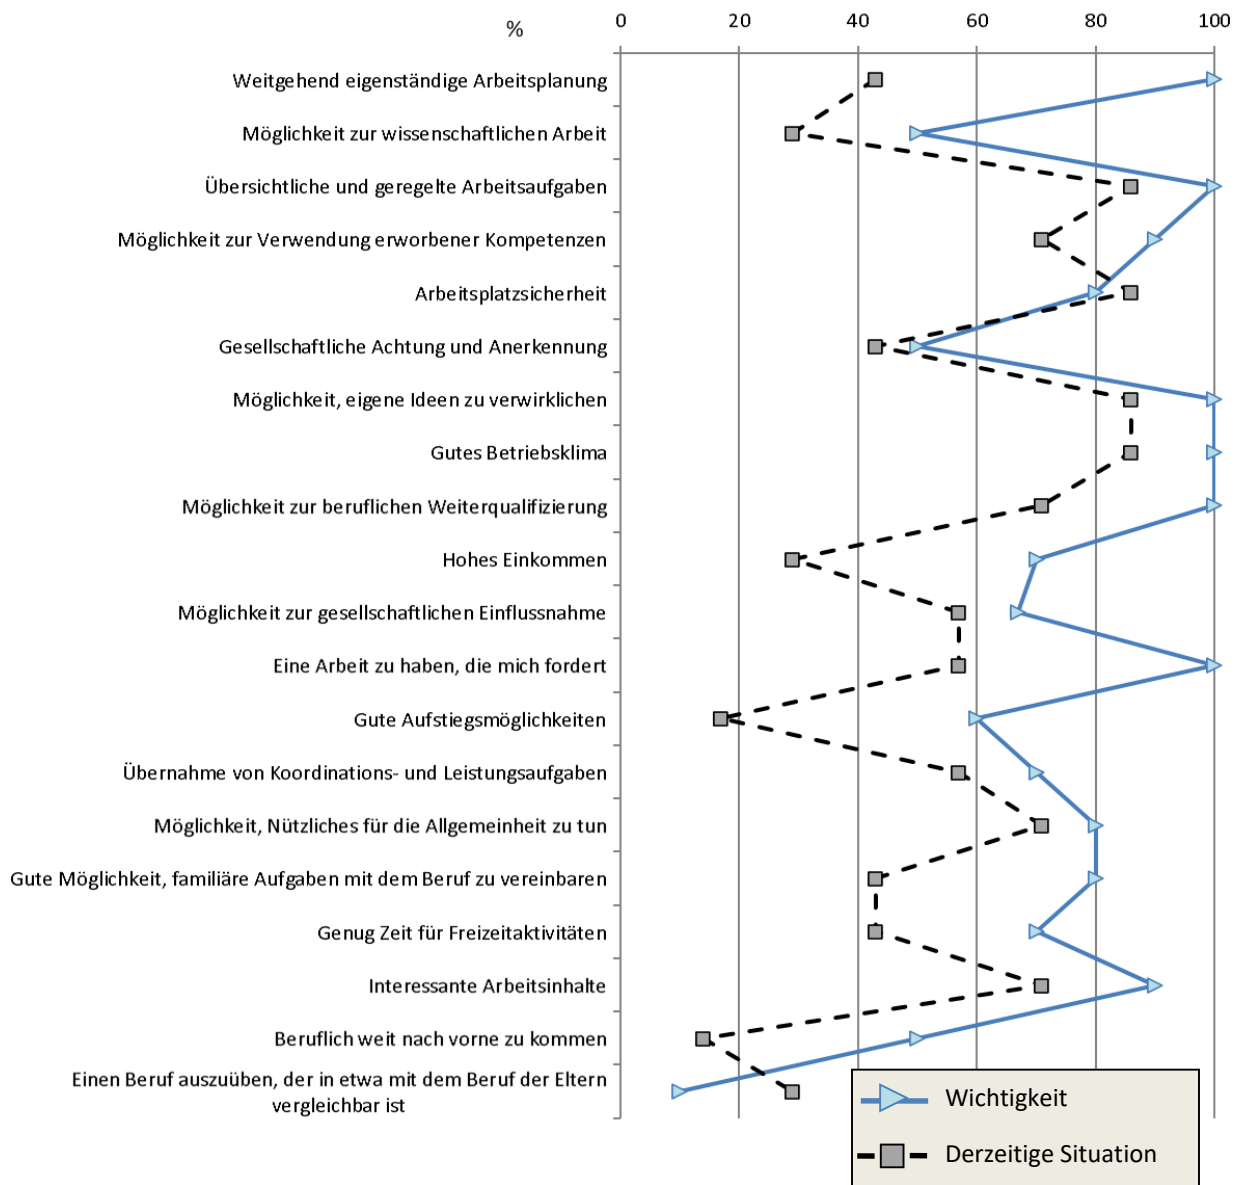 % 0 20 40 60 80 100
Weitgehend eigenständige Arbeitsplanung
Möglichkeit zur wissenschaftlichen Arbeit
Übersichtliche und geregelte Arbeitsaufgaben
Möglichkeit zur Verwendung erworbener Kompetenzen
Arbeitsplatzsicherheit
Gesellschaftliche Achtung und Anerkennung
Möglichkeit, eigene Ideen zu verwirklichen
Gutes Betriebsklima
Möglichkeit zur beruflichen Weiterqualifizierung
Hohes Einkommen
Möglichkeit zur gesellschaftlichen Einflussnahme
Eine Arbeit zu haben, die mich fordert
Gute Aufstiegsmöglichkeiten
Übernahme von Koordinations- und Leistungsaufgaben
Möglichkeit, Nützliches für die Allgemeinheit zu tun
Gute Möglichkeit, familiäre Aufgaben mit dem Beruf zu vereinbaren
Genug Zeit für Freizeitaktivitäten
Interessante Arbeitsinhalte
Beruflich weit nach vorne zu kommen
Einen Beruf auszuüben, der in etwa mit dem Beruf der Eltern
vergleichbar ist
Wichtigkeit
Derzeitige Situation